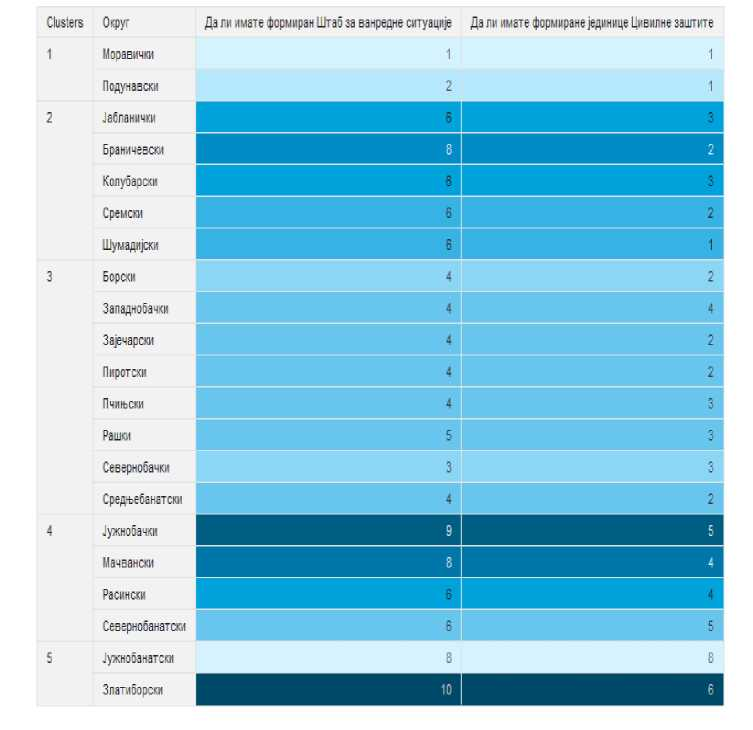 Clusters Округ Да ли имате формиран Штаб за ванредне ситуације Да ли имате формиране јединице Цивилне заштите
1 Моравички 1 1
Подунавски 2 1
2 Јабланички 6 3
Браничевски 8 2
Колубарски 6 3
Сремски 6 2
Шумадијски 6 1
3 Борски 4 2
Западнобачки 4 4
Зајечарски 4 2
Пиротски 4 2
Пчињски 4 3
Рашки 5 3
Севернобачки 3 3
Средњебанатски 4 2
4 Јужнобачки 9 5
Мачвански 8 4
Расински 6 4
Севернобанатски 6 5
5 Јужнобанатски 8 8
Златиборски 10 6